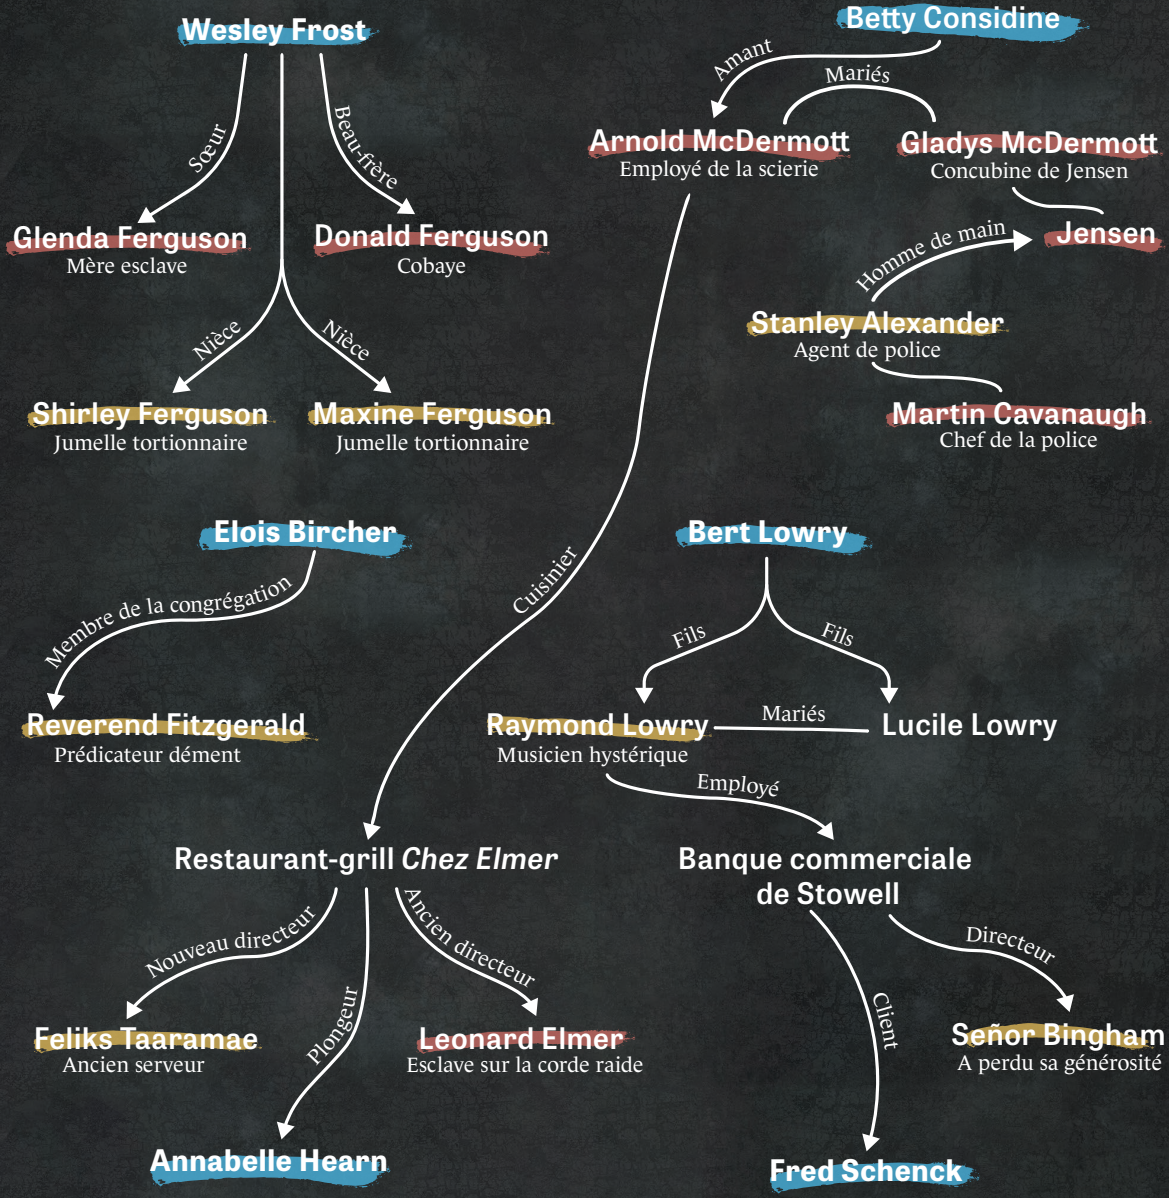 Wesley Frost
Betty Considine
Amant
Mariés
Sœur
Beau-frère
Arnold McDermott
Employé de la scierie
Gladys McDermott
Concubine de Jensen
Glenda Ferguson
Mère esclave
Donald Ferguson
Cobaye
Homme de main
Jensen
Stanley Alexander
Agent de police
Nièce
Nièce
Shirley Ferguson
Jumelle tortionnaire
Maxine Ferguson
Jumelle tortionnaire
Martin Cavanaugh
Chef de la police
Elois Bircher
Bert Lowry
Membre de la congrégation
Cuisinier
Fils
Fils
Reverend Fitzgerald
Prédicateur dément
Raymond Lowry
Musicien hystérique
Mariés
Lucile Lowry
Employé
Restaurant-grill Chez Elmer
Banque commerciale
de Stowell
Nouveau directeur
Plongeur
Ancien directeur
Client
Directeur
Feliks Taaramae
Ancien serveur
Leonard Elmer
Esclave sur la corde raide
Señor Bingham
A perdu sa générosité
Annabelle Hearn
Fred Schenck